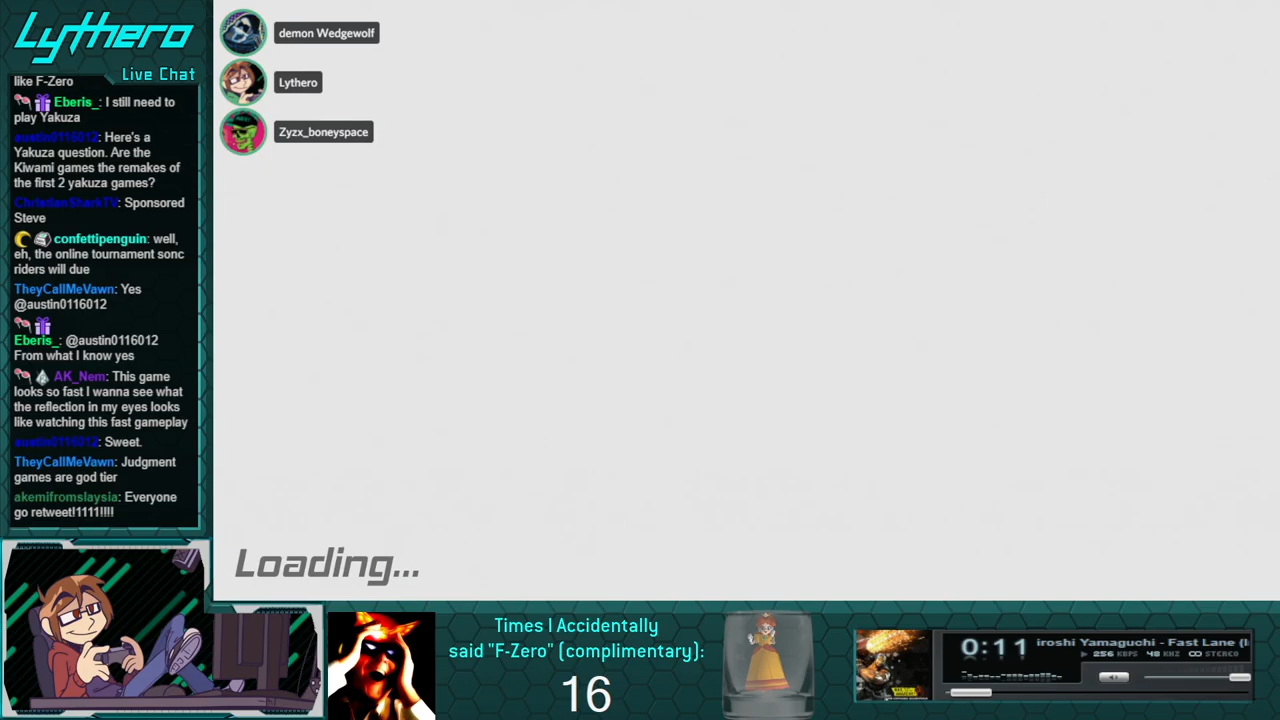 Lythero
Live Chat
like F-Zero
Eberis_: I still need to
play Yakuza
austin0116012: Here's a
Yakuza question. Are the
Kiwami games the remakes of
the first 2 yakuza games?
ChristianSharkTV: Sponsored
Steve
confettipenguin: well,
eh, the online tournament sonc
riders will due
TheyCallMeVawn: Yes
@austin0116012
Eberis_: @austin0116012
From what I know yes
AK_Nem: This game
looks so fast I wanna see what
the reflection in my eyes looks
like watching this fast gameplay
austin0116012: Sweet.
TheyCallMeVawn: Judgment
games are god tier
akemifromslaysia: Everyone
go retweet!1111!!!!
demon Wedgewolf
Lythero
Zyzx_boneyspace
Loading...
Times I Accidentally
said "F-Zero" (complimentary):
16
0:11
iroshi Yamaguchi - Fast Lane (I
256 KBPS 48 KHZ STEREO